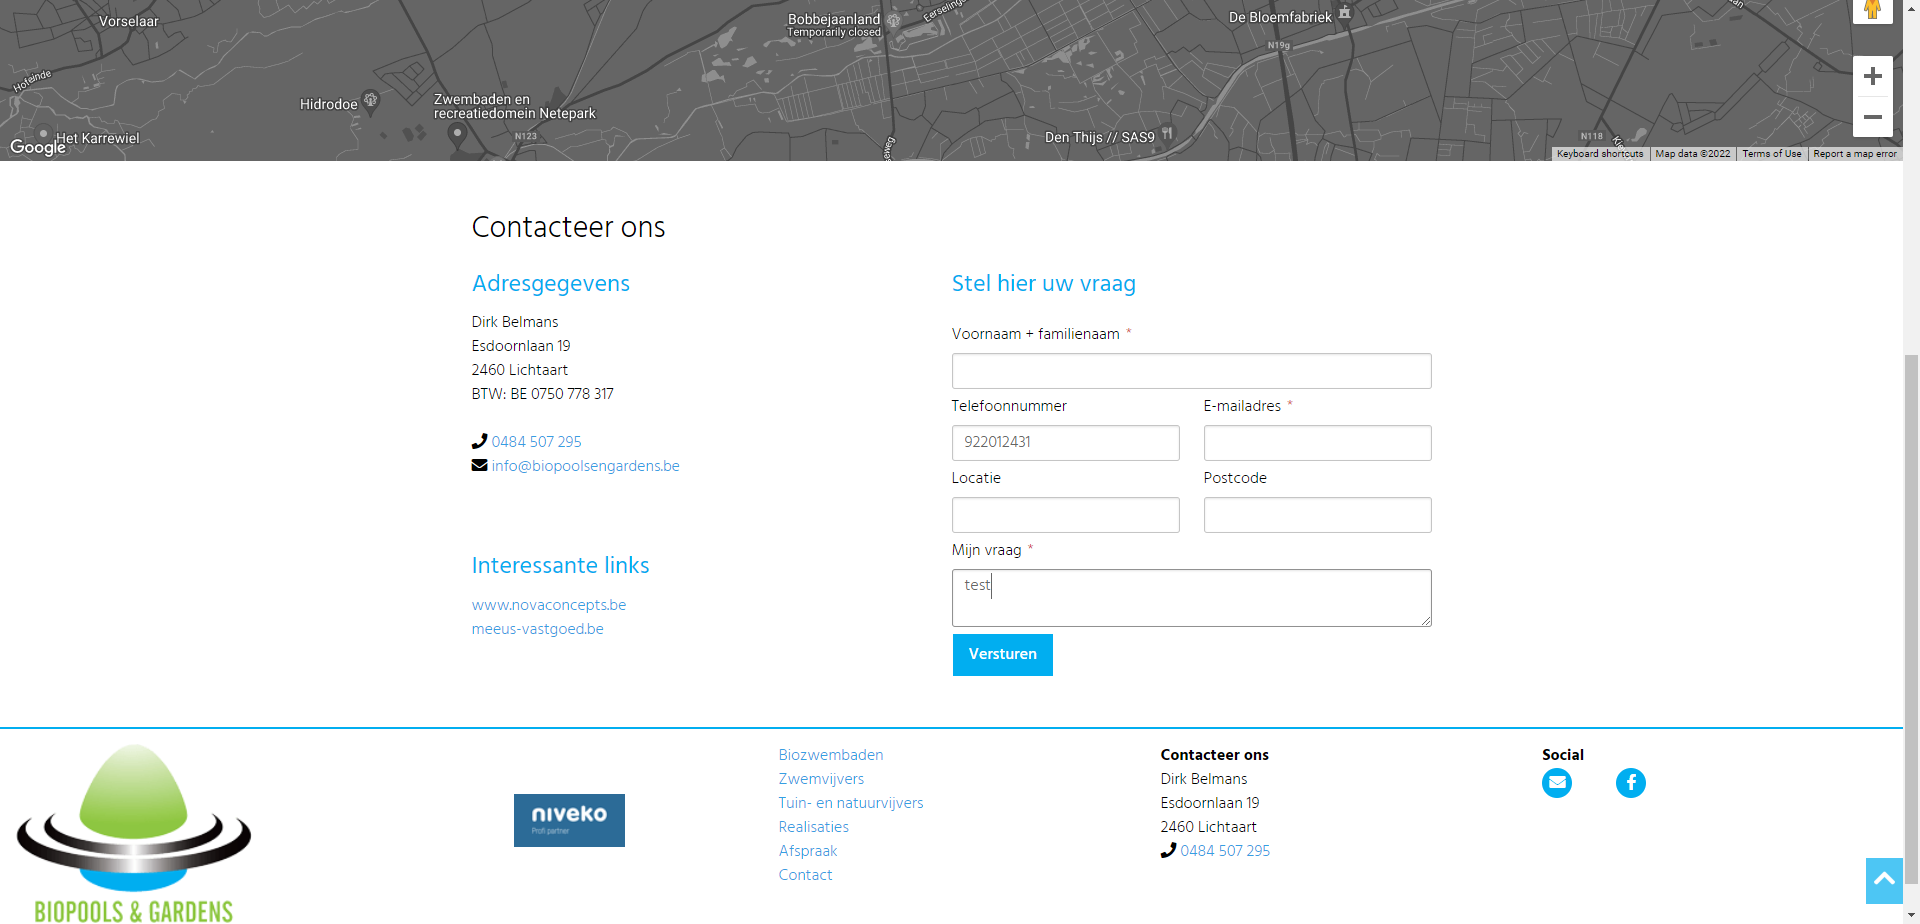 Vorselaar
Bobbejaanland
Temporarily closed
Eerselingen
De Bloemfabriek
N19g
Hofeinde
Hidrodoe
Zwembaden en
recreatiedomein Netepark
N123
Het Karrewiel
Google
Den Thijs // SAS9
N118
Keyboard shortcuts
Map data ©2022
Terms of Use
Report a map error
Contacteer ons
Adresgegevens
Dirk Belmans
Esdoornlaan 19
2460 Lichtaart
BTW: BE 0750 778 317
0484 507 295
info@biopoolsengardens.be
Interessante links
www.novaconcepts.be
meeus-vastgoed.be
Stel hier uw vraag
Voornaam + familienaam *
Telefoonnummer
E-mailadres *
922012431
Locatie
Postcode
Mijn vraag *
test
Versturen
BIOPOOLS & GARDENS
niveko
Profi partner
Biozwembaden
Zwemvijvers
Tuin- en natuurvijvers
Realisaties
Afspraak
Contact
Contacteer ons
Dirk Belmans
Esdoornlaan 19
2460 Lichtaart
0484 507 295
Social